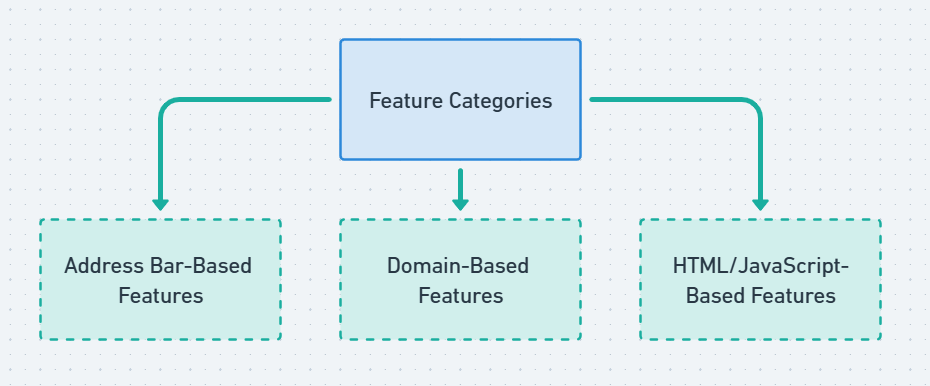 Feature Categories
Address Bar-Based
Features
Domain-Based
Features
HTML/JavaScript-
Based Features